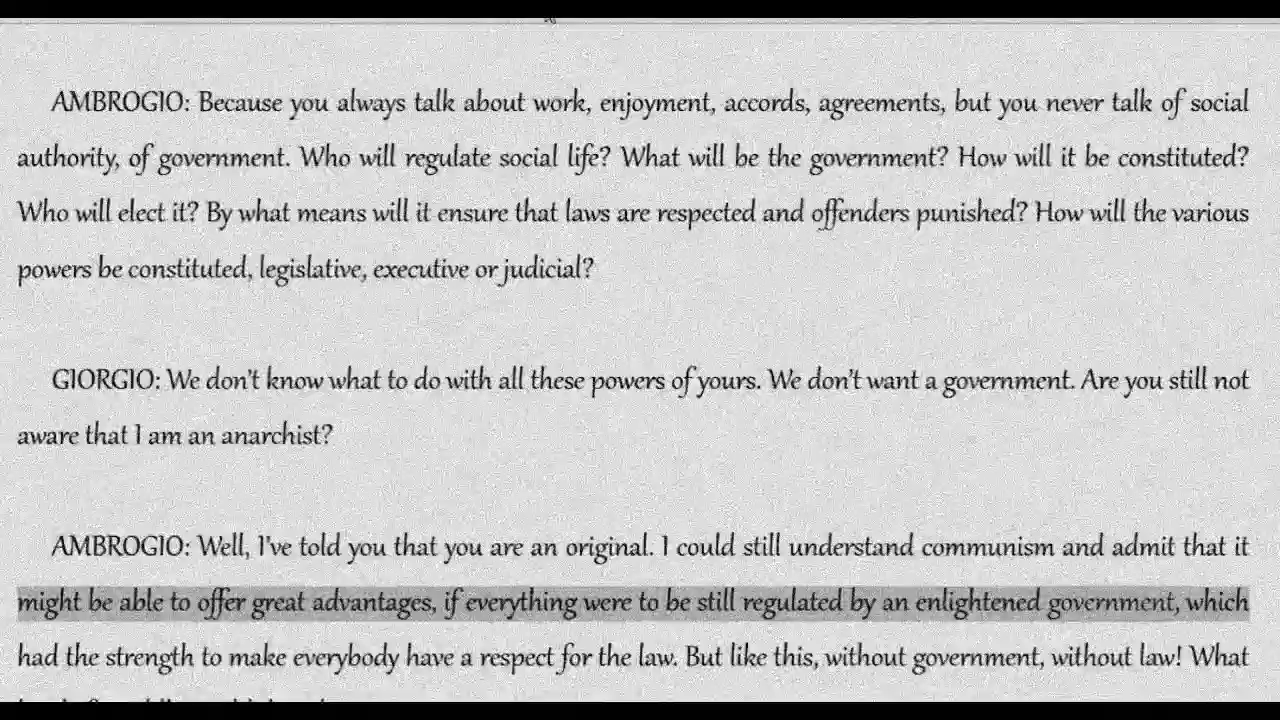 AMBROGIO: Because you always talk about work, enjoyment, accords, agreements, but you never talk of social
authority, of government. Who will regulate social life? What will be the government? How will it be constituted?
Who will elect it? By what means will it ensure that laws are respected and offenders punished? How will the various
powers be constituted, legislative, executive or judicial?
GIORGIO: We don't know what to do with all these powers of yours. We don't want a government. Are you still not
aware that I am an anarchist?
AMBROGIO: Well, I've told you that you are an original. I could still understand communism and admit that it
might be able to offer great advantages, if everything were to be still regulated by an enlightened government, which
had the strength to make everybody have a respect for the law. But like this, without government, without law! What